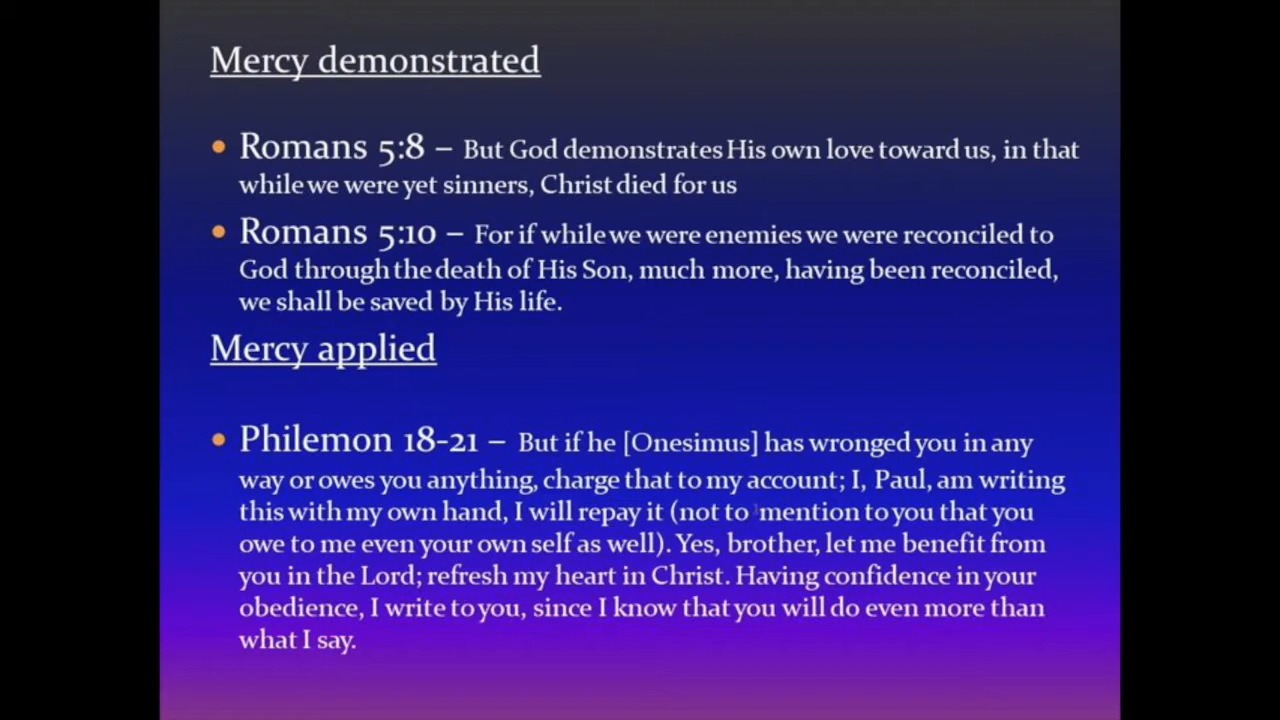 Mercy demonstrated
• Romans 5:8 – But God demonstrates His own love toward us, in that
while we were yet sinners, Christ died for us
• Romans 5:10 – For if while we were enemies we were reconciled to
God through the death of His Son, much more, having been reconciled,
we shall be saved by His life.
Mercy applied
• Philemon 18-21 – But if he [Onesimus] has wronged you in any
way or owes you anything, charge that to my account; I, Paul, am writing
this with my own hand, I will repay it (not to mention to you that you
owe to me even your own self as well). Yes, brother, let me benefit from
you in the Lord; refresh my heart in Christ. Having confidence in your
obedience, I write to you, since I know that you will do even more than
what I say.